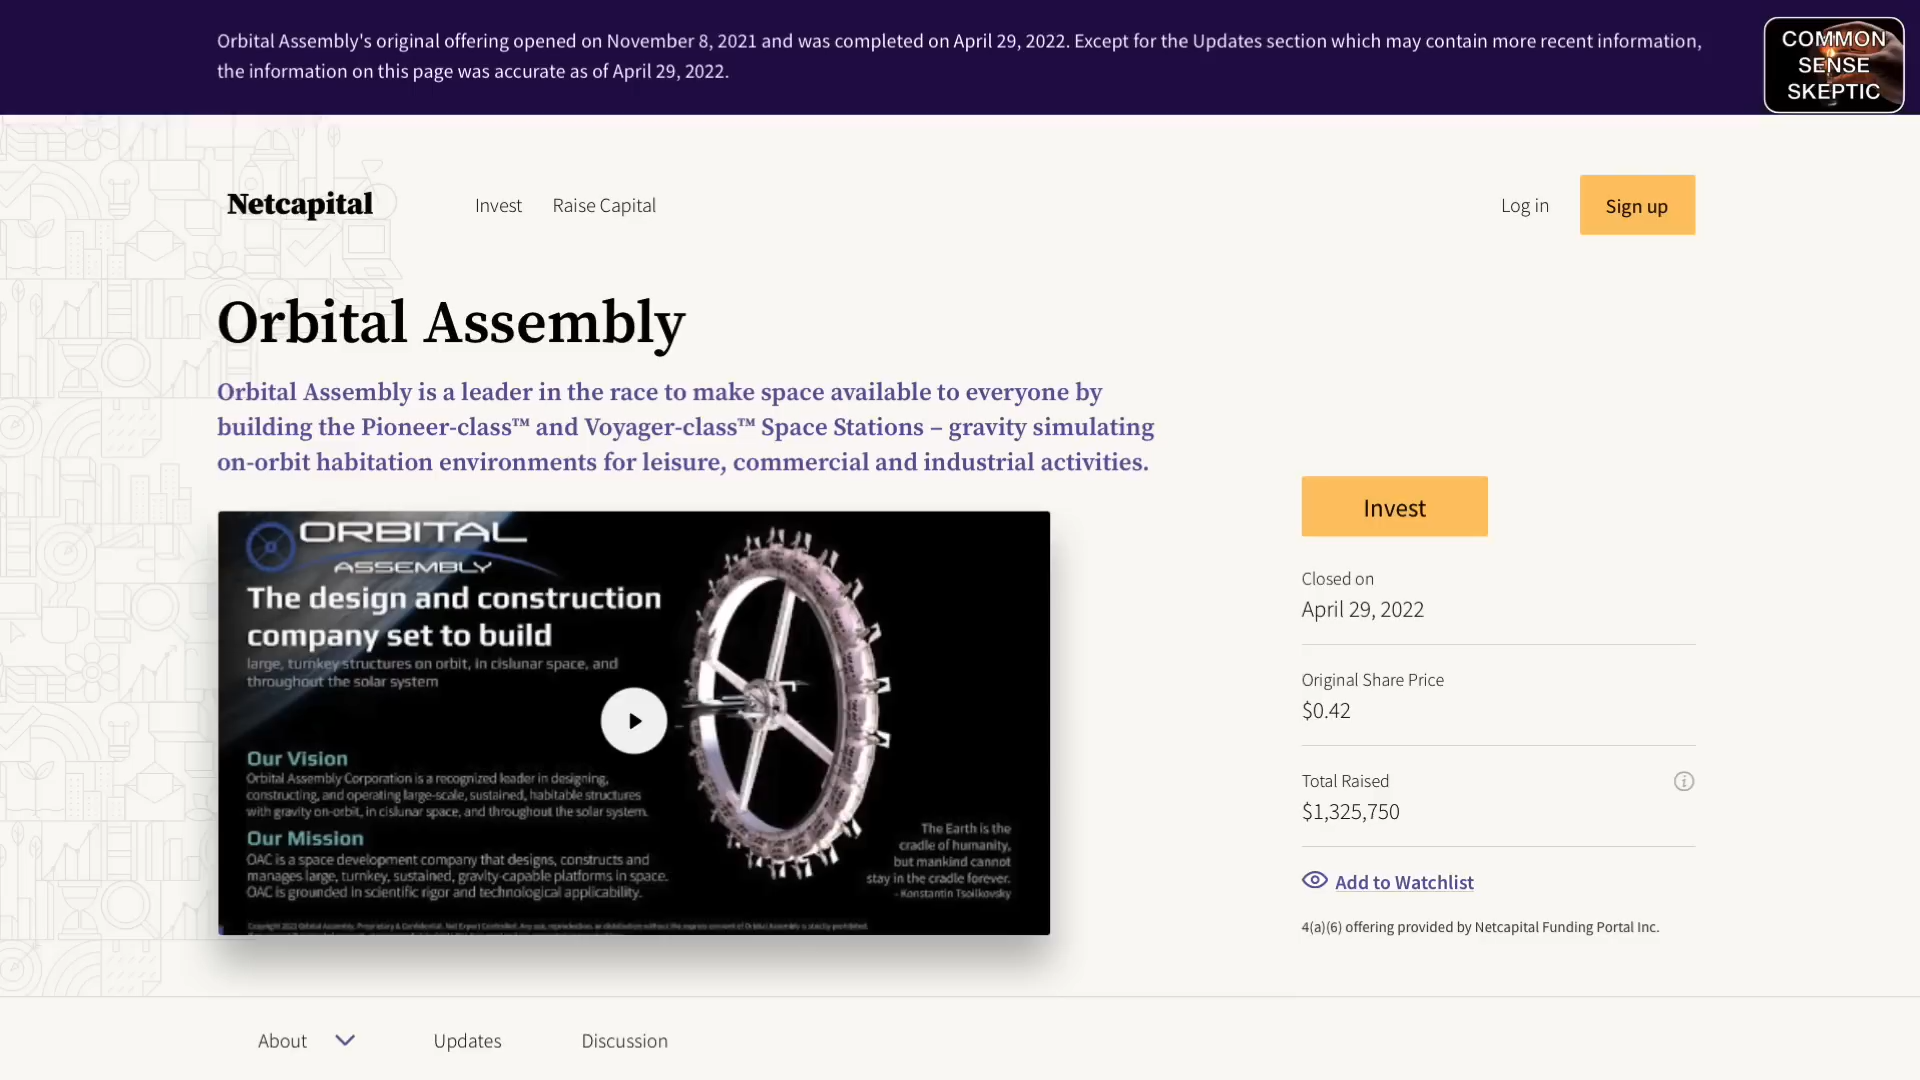 Orbital Assembly's original offering opened on November 8, 2021 and was completed on April 29, 2022. Except for the Updates section which may contain more recent information,
the information on this page was accurate as of April 29, 2022.
COMMON
SENSE
SKEPTIC
Netcapital
Invest
Raise Capital
Log in
Sign up
Orbital Assembly
Orbital Assembly is a leader in the race to make space available to everyone by
building the Pioneer-class™ and Voyager-class™ Space Stations – gravity simulating
on-orbit habitation environments for leisure, commercial and industrial activities.
ORBITAL
ASSEMBLY
The design and construction
company set to build
large, turnkey structures on orbit, in cislunar space, and
throughout the solar system
Our Vision
Orbital Assembly Corporation is a recognized leader in designing,
constructing, and operating large-scale, sustained, habitable structures
with gravity on-orbit, in cislunar space, and throughout the solar system.
Our Mission
OAC is a space development company that designs, constructs and
manages large, turnkey, sustained, gravity-capable platforms in space.
OAC is grounded in scientific rigor and technological applicability.
The Earth is the
cradle of humanity,
but mankind cannot
stay in the cradle forever.
- Konstantin Tsiolkovsky
Invest
Closed on
April 29, 2022
Original Share Price
$0.42
Total Raised
$1,325,750
Add to Watchlist
4(a)(6) offering provided by Netcapital Funding Portal Inc.
About
Updates
Discussion